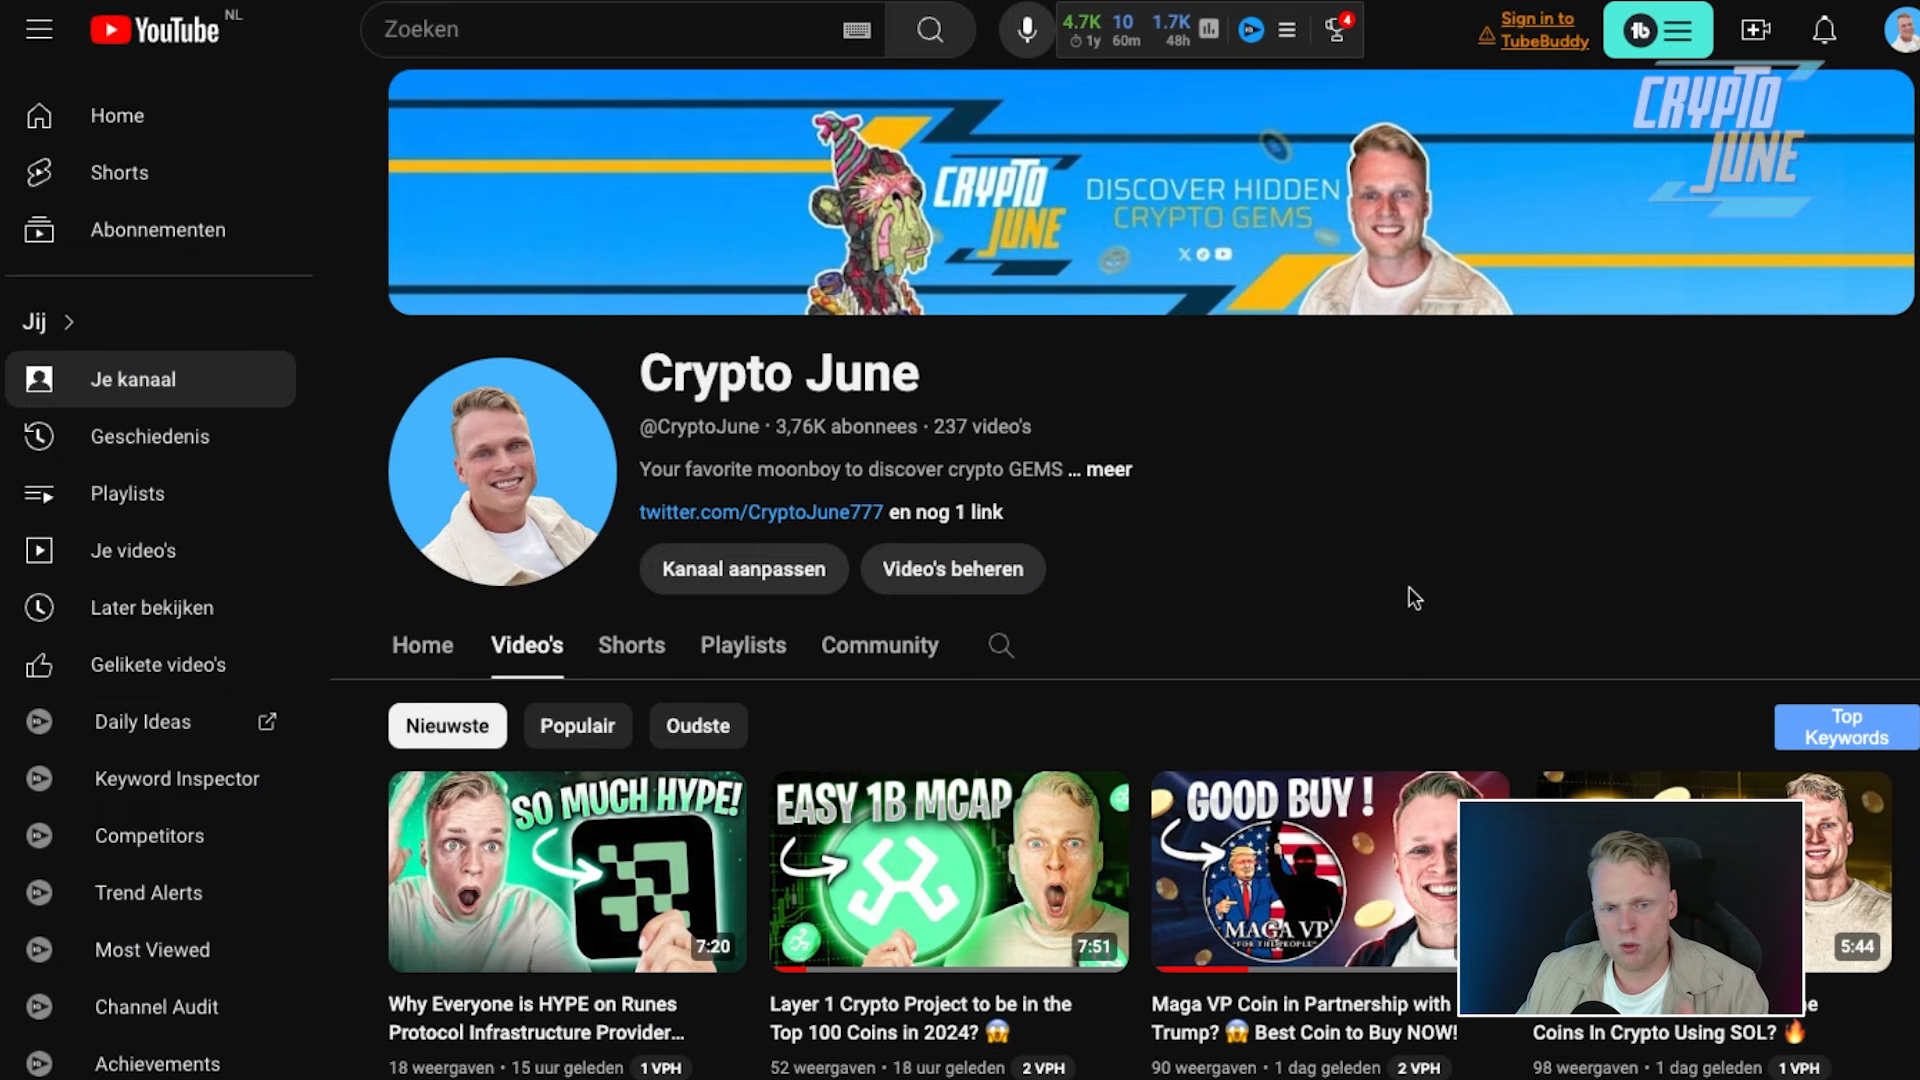 YouTube NL
Zoeken
4.7K 10 1.7K
1y 60m 48h
4
Sign in to
TubeBuddy
tb
CRYPTO
JUNE
CRYPTO
JUNE
DISCOVER HIDDEN
CRYPTO GEMS
Home
Shorts
Abonnementen
Jij
Je kanaal
Geschiedenis
Playlists
Je video's
Later bekijken
Gelikete video's
Daily Ideas
Keyword Inspector
Competitors
Trend Alerts
Most Viewed
Channel Audit
Achievements
Crypto June
@CryptoJune · 3,76K abonnees · 237 video's
Your favorite moonboy to discover crypto GEMS ... meer
twitter.com/CryptoJune777 en nog 1 link
Kanaal aanpassen Video's beheren
Home Video's Shorts Playlists Community
Nieuwste Populair Oudste
Top
Keywords
SO MUCH HYPE!
7:20
EASY 1B MCAP
7:51
GOOD BUY !
MAGA VP
"FOR THE PEOPLE"
5:44
Why Everyone is HYPE on Runes
Protocol Infrastructure Provider...
18 weergaven · 15 uur geleden 1 VPH
Layer 1 Crypto Project to be in the
Top 100 Coins in 2024? 😱
52 weergaven · 18 uur geleden 2 VPH
Maga VP Coin in Partnership with
Trump? 😱 Best Coin to Buy NOW!
90 weergaven · 1 dag geleden 2 VPH
Coins In Crypto Using SOL? 🔥
98 weergaven · 1 dag geleden 1 VPH